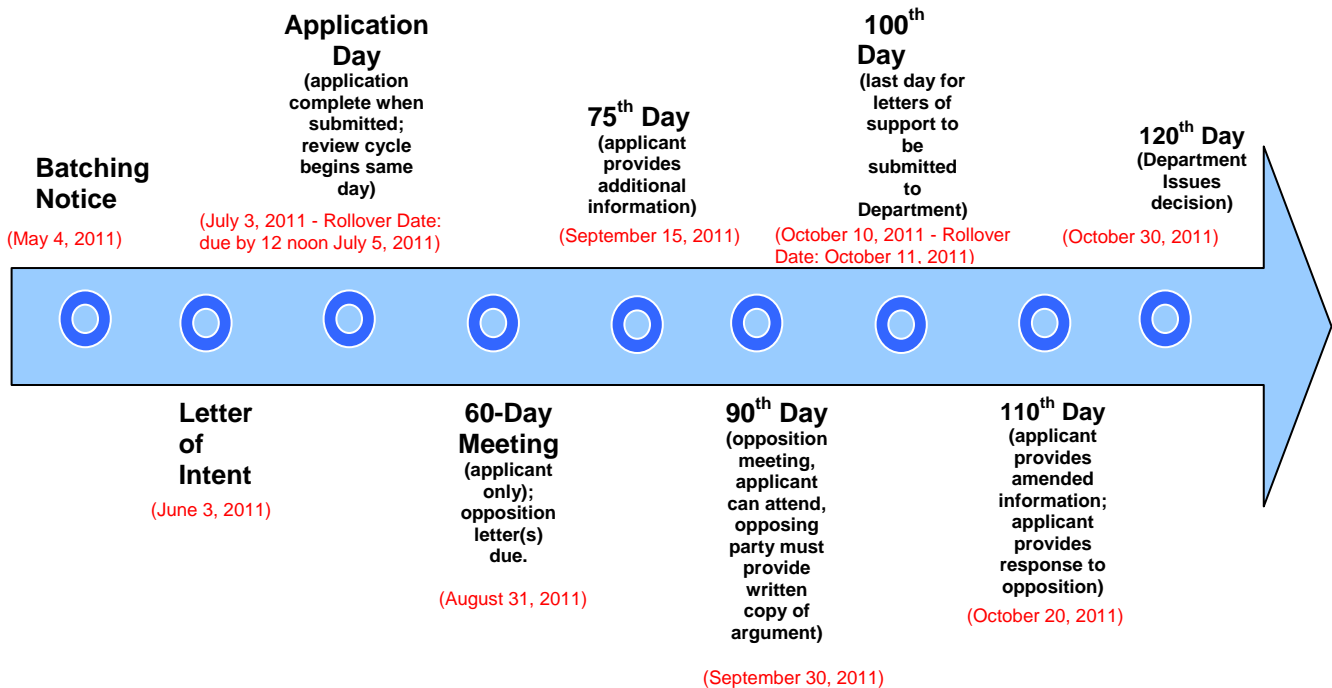 Batching
Notice
(May 4, 2011)
Letter
of
Intent
(June 3, 2011)
Application
Day
(application
complete when
submitted;
review cycle
begins same
day)
(July 3, 2011 - Rollover Date:
due by 12 noon July 5, 2011)
60-Day
Meeting
(applicant
only);
opposition
letter(s)
due.
(August 31, 2011)
75th Day
(applicant
provides
additional
information)
(September 15, 2011)
90th Day
(opposition
meeting,
applicant
can attend,
opposing
party must
provide
written
copy of
argument)
(September 30, 2011)
100th
Day
(last day for
letters of
support to
be
submitted
to
Department)
(October 10, 2011 - Rollover
Date: October 11, 2011)
110th Day
(applicant
provides
amended
information;
applicant
provides
response to
opposition)
(October 20, 2011)
120th Day
(Department
Issues
decision)
(October 30, 2011)